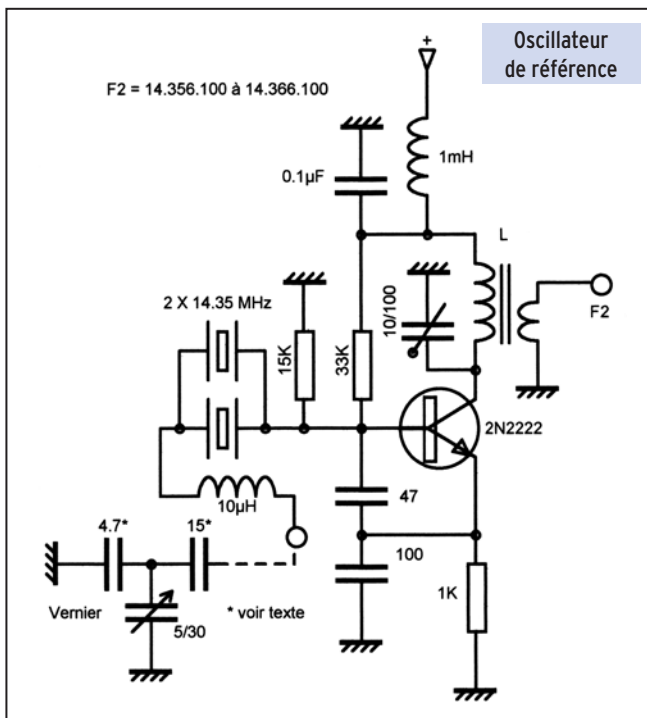 Oscillateur
de référence
+
F2 = 14.356.100 à 14.366.100
1mH
0.1µF
L
2 X 14.35 MHz
10/100
F2
15K
33K
2N2222
10µH
47
4.7*
15*
100
1K
Vernier
* voir texte
5/30